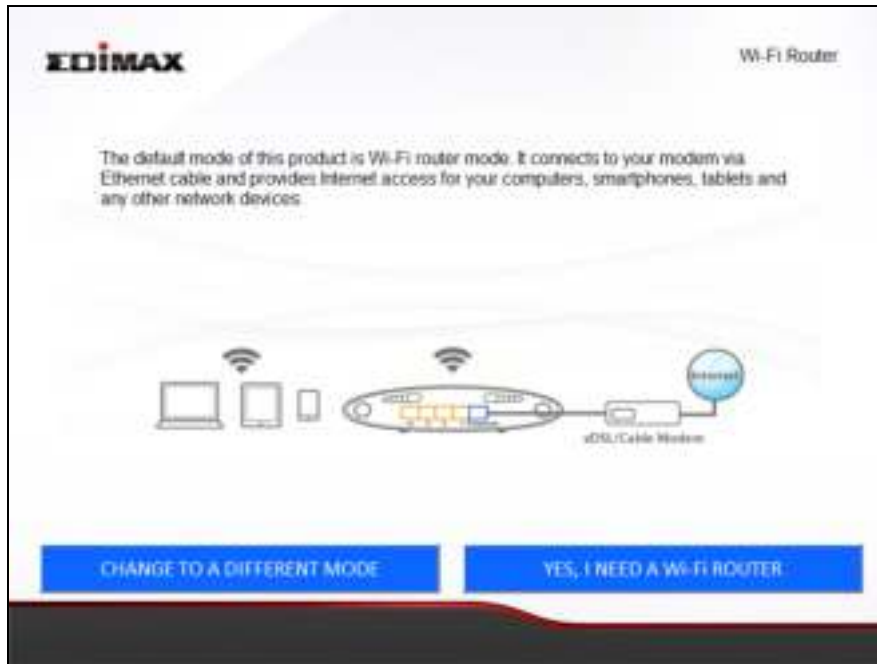 EDIMAX
Wi-Fi Router
The default mode of this product is Wi-Fi router mode. It connects to your modem via
Ethernet cable and provides Internet access for your computers, smartphones, tablets and
any other network devices.
Internet
xDSL/Cable Modem
CHANGE TO A DIFFERENT MODE
YES, I NEED A Wi-Fi ROUTER